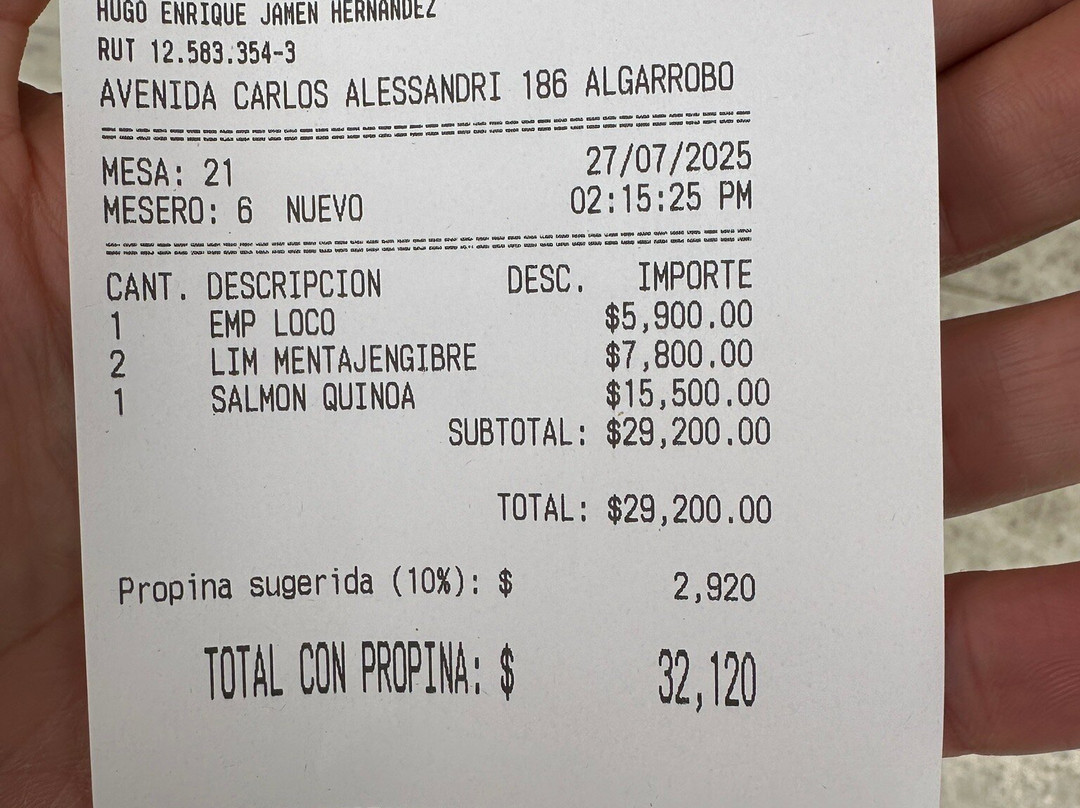 HUGO ENRIQUE JAMEN HERNANDEZ
RUT 12.583.354-3
AVENIDA CARLOS ALESSANDRI 186 ALGARROBO
MESA: 21 27/07/2025
MESERO: 6 NUEVO 02:15:25 PM
CANT. DESCRIPCION DESC. IMPORTE
1 EMP LOCO $5,900.00
2 LIM MENTAJENGIBRE $7,800.00
1 SALMON QUINOA $15,500.00
SUBTOTAL: $29,200.00
TOTAL: $29,200.00
Propina sugerida (10%): $ 2,920
TOTAL CON PROPINA: $ 32,120